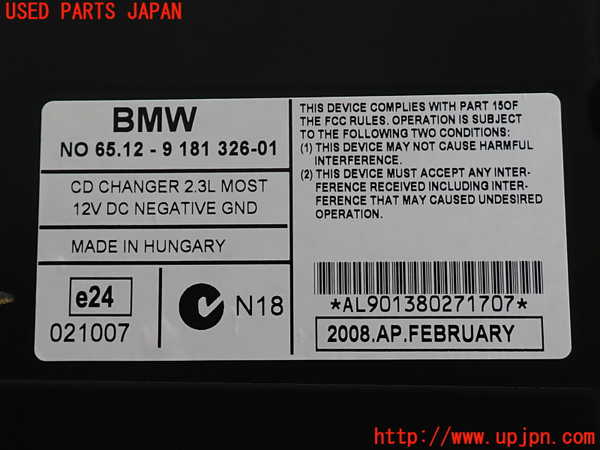 USED PARTS JAPAN
BMW
NO 65.12 - 9 181 326-01
CD CHANGER 2.3L MOST
12V DC NEGATIVE GND
MADE IN HUNGARY
e24
021007
N18
THIS DEVICE COMPLIES WITH PART 15OF
THE FCC RULES. OPERATION IS SUBJECT
TO THE FOLLOWING TWO CONDITIONS:
(1) THIS DEVICE MAY NOT CAUSE HARMFUL
INTERFERENCE.
(2) THIS DEVICE MUST ACCEPT ANY INTER-
FERENCE RECEIVED INCLUDING INTER-
FERENCE THAT MAY CAUSED UNDESIRED
OPERATION.
*AL901380271707*
2008.AP.FEBRUARY
http://www.upjpn.com/